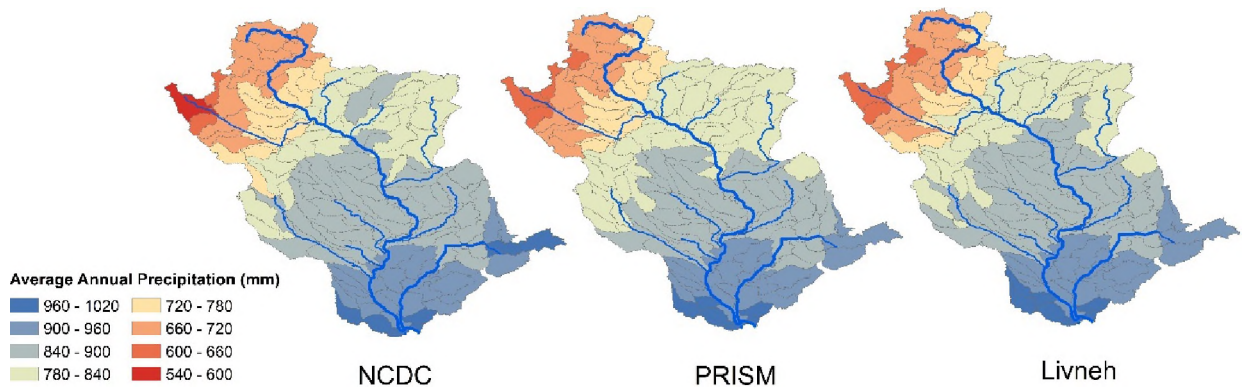 Average Annual Precipitation (mm)
960 - 1020 720 - 780
900 - 960 660 - 720
840 - 900 600 - 660
780 - 840 540 - 600
NCDC PRISM Livneh